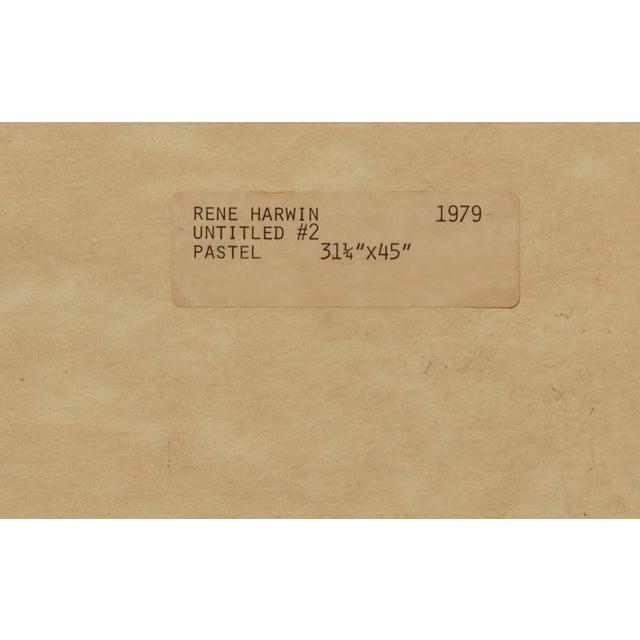 RENE HARWIN 1979
UNTITLED #2
PASTEL 31¼"X45"